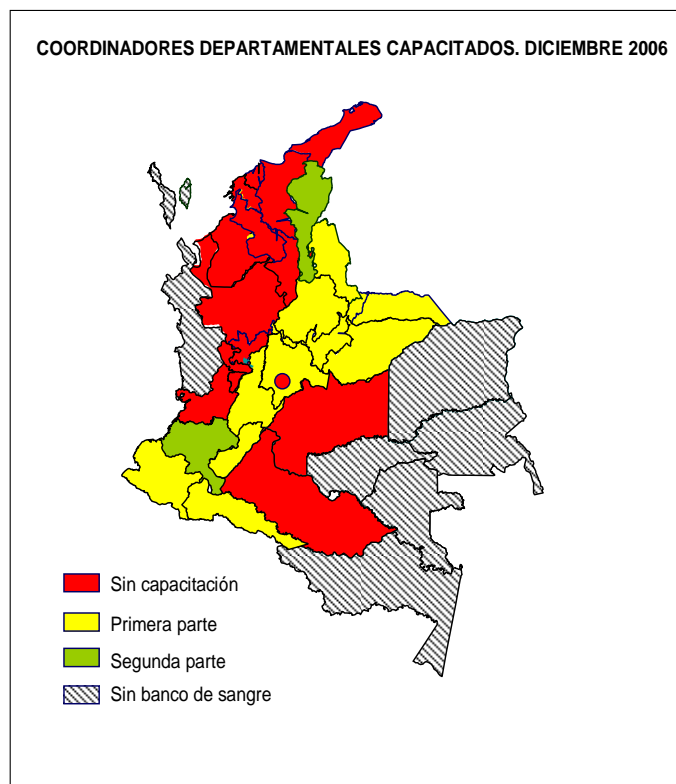 COORDINADORES DEPARTAMENTALES CAPACITADOS. DICIEMBRE 2006
Sin capacitación
Primera parte
Segunda parte
Sin banco de sangre